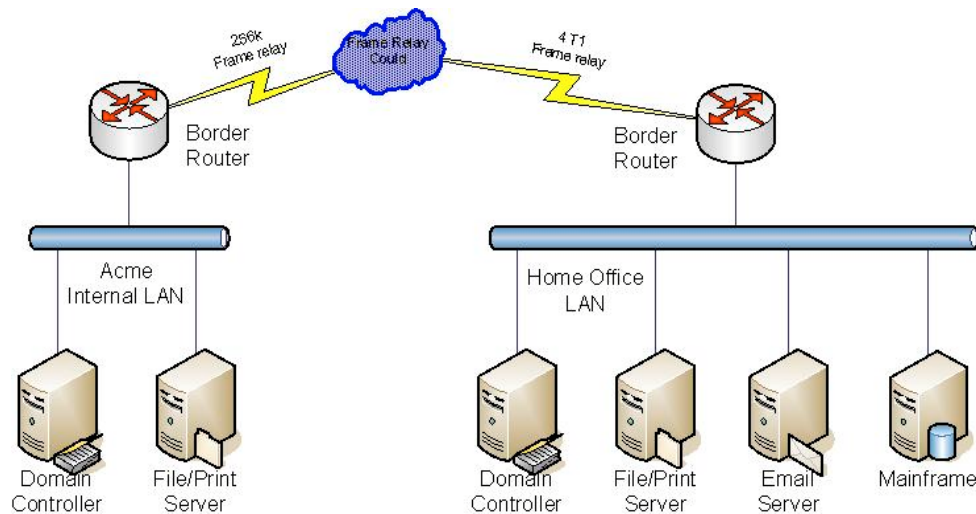 256k
Frame relay
Frame Relay
Could
4 T1
Frame relay
Border
Router
Border
Router
Acme
Internal LAN
Home Office
LAN
Domain
Controller
File/Print
Server
Domain
Controller
File/Print
Server
Email
Server
Mainframe